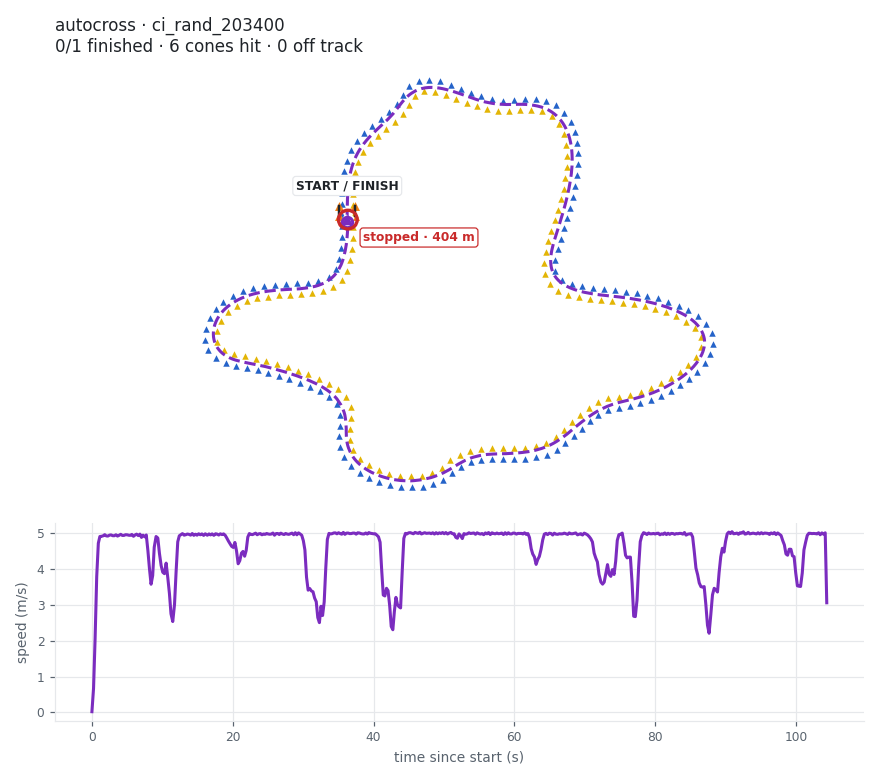 autocross · ci_rand_203400
0/1 finished · 6 cones hit · 0 off track
START / FINISH
stopped · 404 m
speed (m/s)
5
4
3
2
1
0
0 20 40 60 80 100
time since start (s)